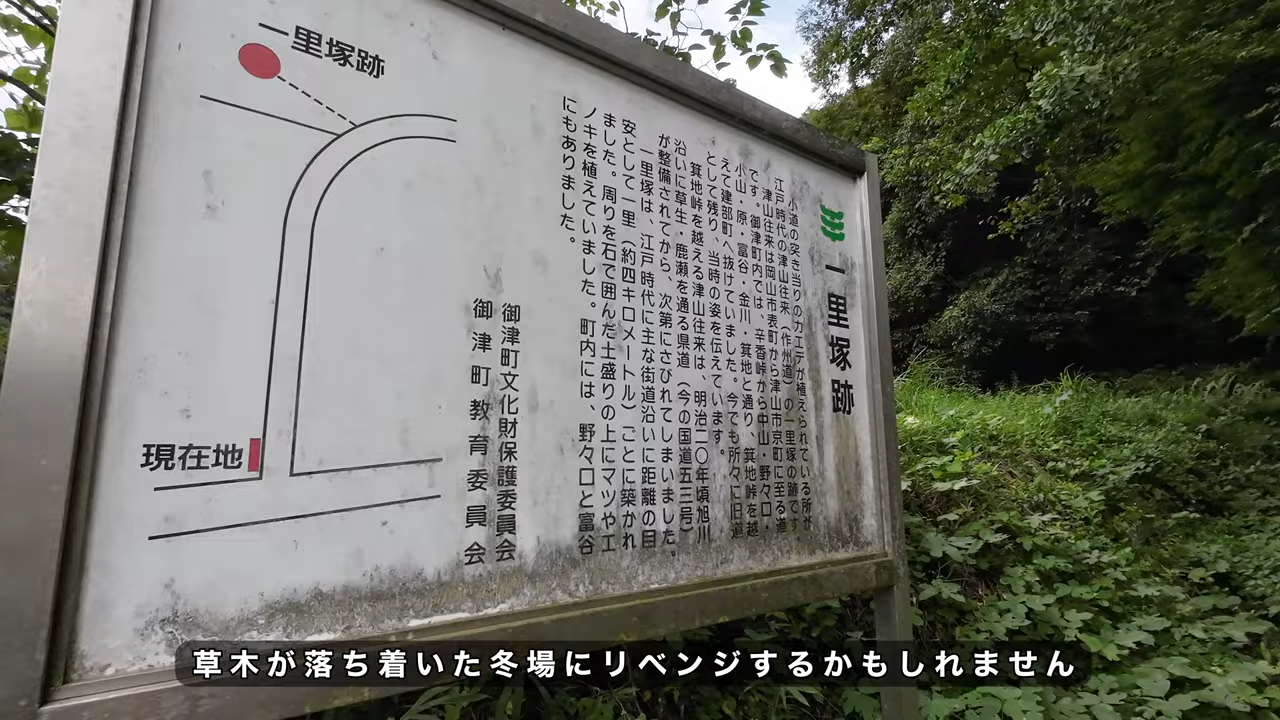 一里塚跡
小道の突き当りのカエデが植えられている所が、
江戸時代の津山往来（作州道）の一里塚の跡です。
津山往来は岡山市表町から津山市京町に至る道
です。御津町内では、辛香峠から中山・野々口・
小山・原・富谷・金川・箕地と通り、箕地峠を越
えて建部町へ抜けていました。今でも所々に旧道
として残り、当時の姿を伝えています。
箕地峠を越える津山往来は、明治二〇年頃旭川
沿いに草生・鹿瀬を通る県道（今の国道五三号）
が整備されてから、次第にさびれてしまいました。
一里塚は、江戸時代に主な街道沿いに距離の目
安として一里（約四キロメートル）ごとに築かれ
ました。周りを石で囲んだ土盛りの上にマツやエ
ノキを植えていました。町内には、野々口と富谷
にもありました。
御津町文化財保護委員会
御津町教育委員会
一里塚跡
現在地
草木が落ち着いた冬場にリベンジするかもしれません